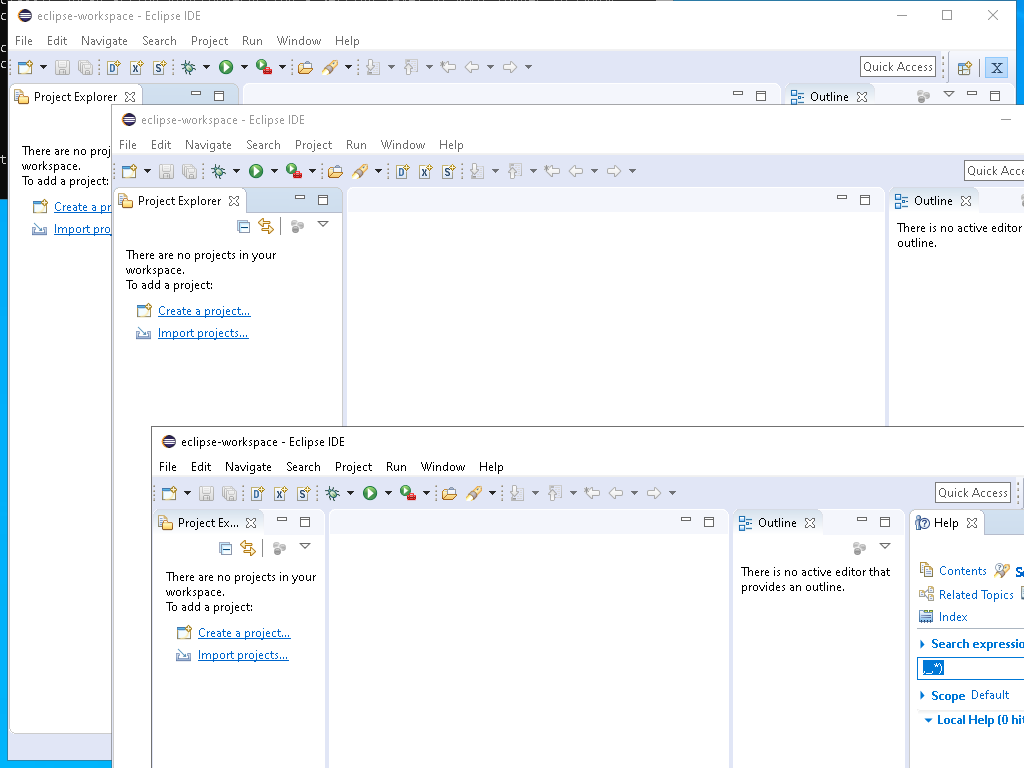 eclipse-workspace - Eclipse IDE
File Edit Navigate Search Project Run Window Help
Quick Access
Project Explorer
Outline
There are no proj
workspace.
To add a project:
Create a pr
Import pro
eclipse-workspace - Eclipse IDE
File Edit Navigate Search Project Run Window Help
Quick Acce
Project Explorer
Outline
There are no projects in your
workspace.
To add a project:
Create a project...
Import projects...
There is no active editor
outline.
eclipse-workspace - Eclipse IDE
File Edit Navigate Search Project Run Window Help
Quick Access
Project Ex...
Outline
Help
There are no projects in your
workspace.
To add a project:
Create a project...
Import projects...
There is no active editor that
provides an outline.
Contents
Related Topics
Index
Search expressio
Scope Default
Local Help (0 hit